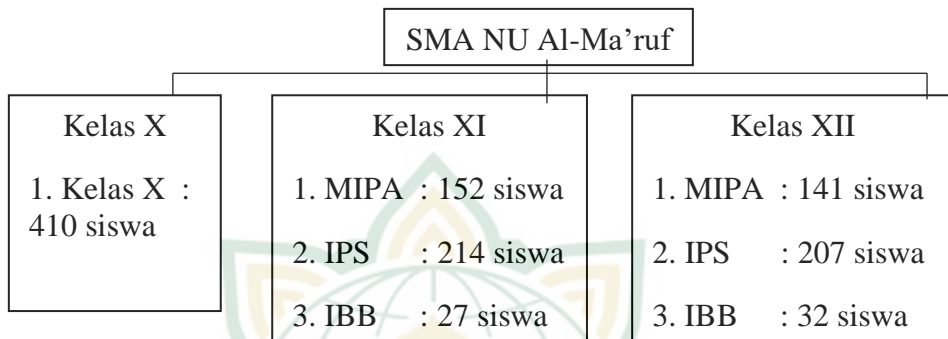 SMA NU Al-Ma’ruf
Kelas X
1. Kelas X :
410 siswa
Kelas XI
1. MIPA : 152 siswa
2. IPS : 214 siswa
3. IBB : 27 siswa
Kelas XII
1. MIPA : 141 siswa
2. IPS : 207 siswa
3. IBB : 32 siswa